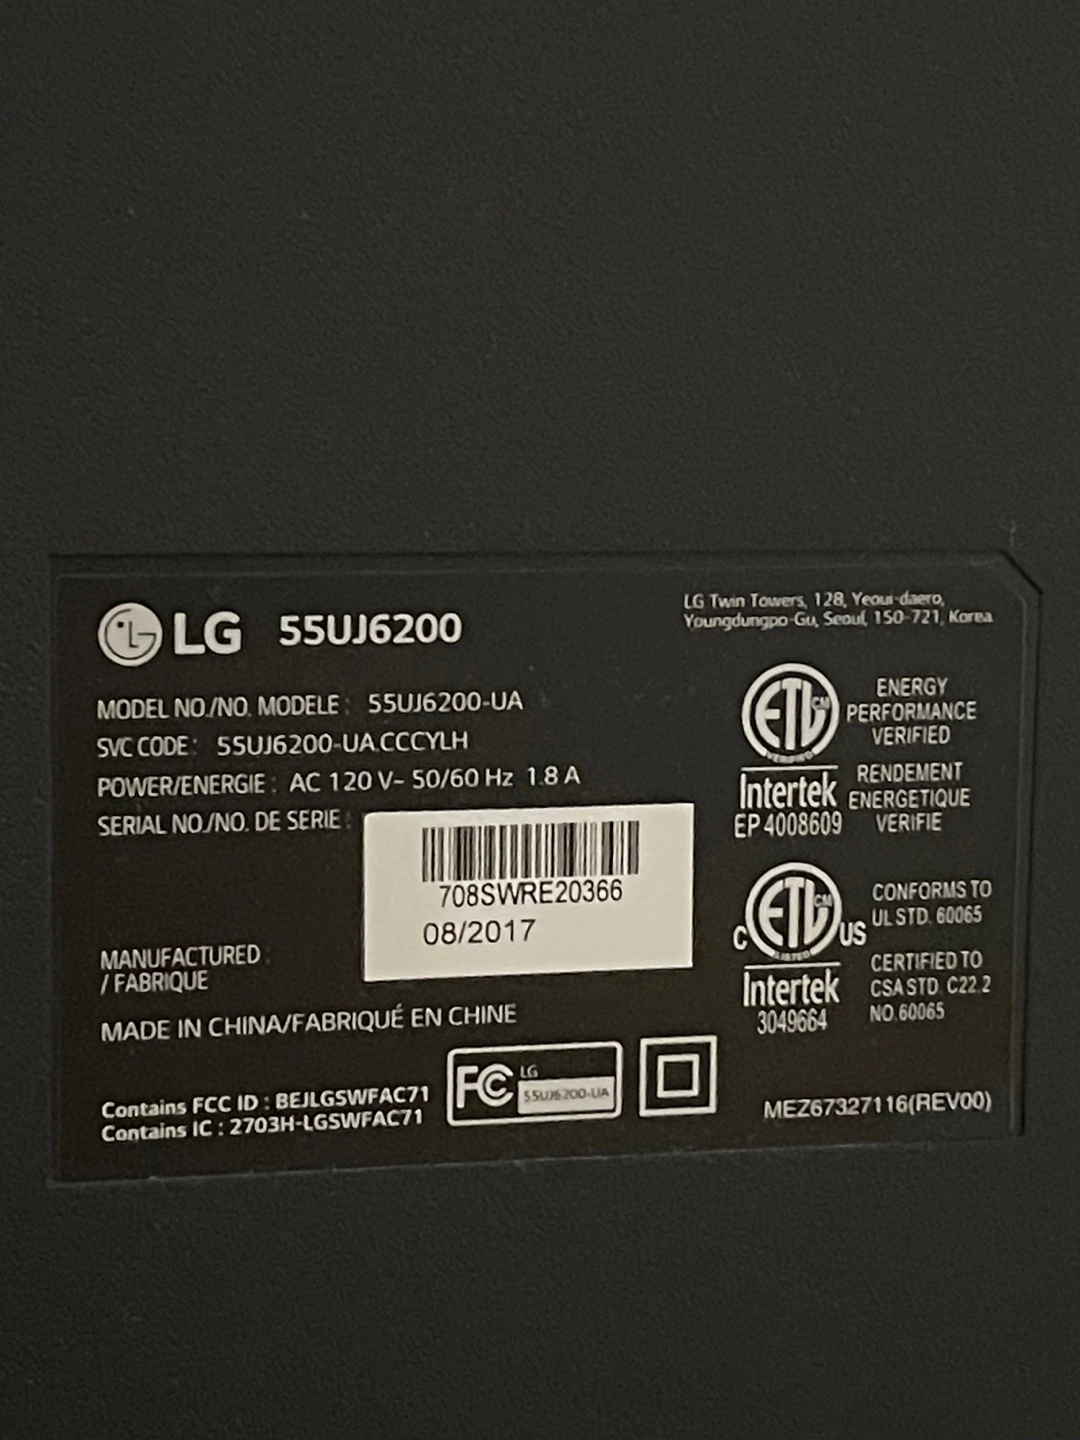 LG 55UJ6200
LG Twin Towers, 128, Yeoui-daero,
Youngdungpo-Gu, Seoul, 150-721, Korea
MODEL NO./NO. MODELE : 55UJ6200-UA
SVC CODE : 55UJ6200-UA.CCCYLH
POWER/ENERGIE : AC 120 V~ 50/60 Hz 1.8 A
SERIAL NO./NO. DE SERIE :
708SWRE20366
08/2017
MANUFACTURED :
/ FABRIQUE
MADE IN CHINA/FABRIQUÉ EN CHINE
Contains FCC ID : BEJLGSWFAC71
Contains IC : 2703H-LGSWFAC71
FC LG
55UJ6200-UA
ETL CM
VERIFIED
Intertek
EP 4008609
ENERGY
PERFORMANCE
VERIFIED
RENDEMENT
ENERGETIQUE
VERIFIE
C ETL CM US
LISTED
Intertek
3049664
CONFORMS TO
UL STD. 60065
CERTIFIED TO
CSA STD. C22.2
NO.60065
MEZ67327116(REV00)